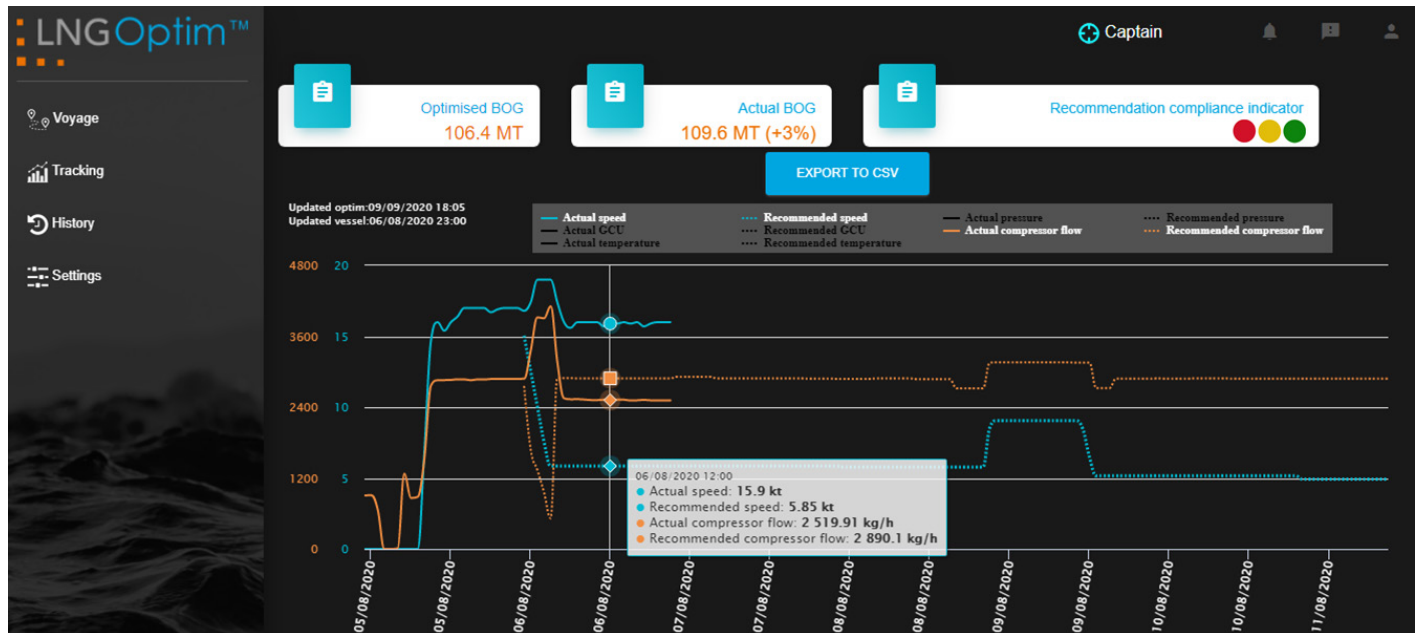 LNGOptim™
Captain
Voyage
Tracking
History
Settings
Optimised BOG
106.4 MT
Actual BOG
109.6 MT (+3%)
Recommendation compliance indicator
EXPORT TO CSV
Updated optim:09/09/2020 18:05
Updated vessel:06/08/2020 23:00
Actual speed Recommended speed Actual pressure Recommended pressure
Actual GCU Recommended GCU Actual compressor flow Recommended compressor flow
Actual temperature Recommended temperature
4800 20
3600 15
2400 10
1200 5
0 0
06/08/2020 12:00
Actual speed: 15.9 kt
Recommended speed: 5.85 kt
Actual compressor flow: 2 519.91 kg/h
Recommended compressor flow: 2 890.1 kg/h
05/08/2020 05/08/2020 06/08/2020 06/08/2020 07/08/2020 07/08/2020 08/08/2020 08/08/2020 09/08/2020 09/08/2020 10/08/2020 10/08/2020 11/08/2020